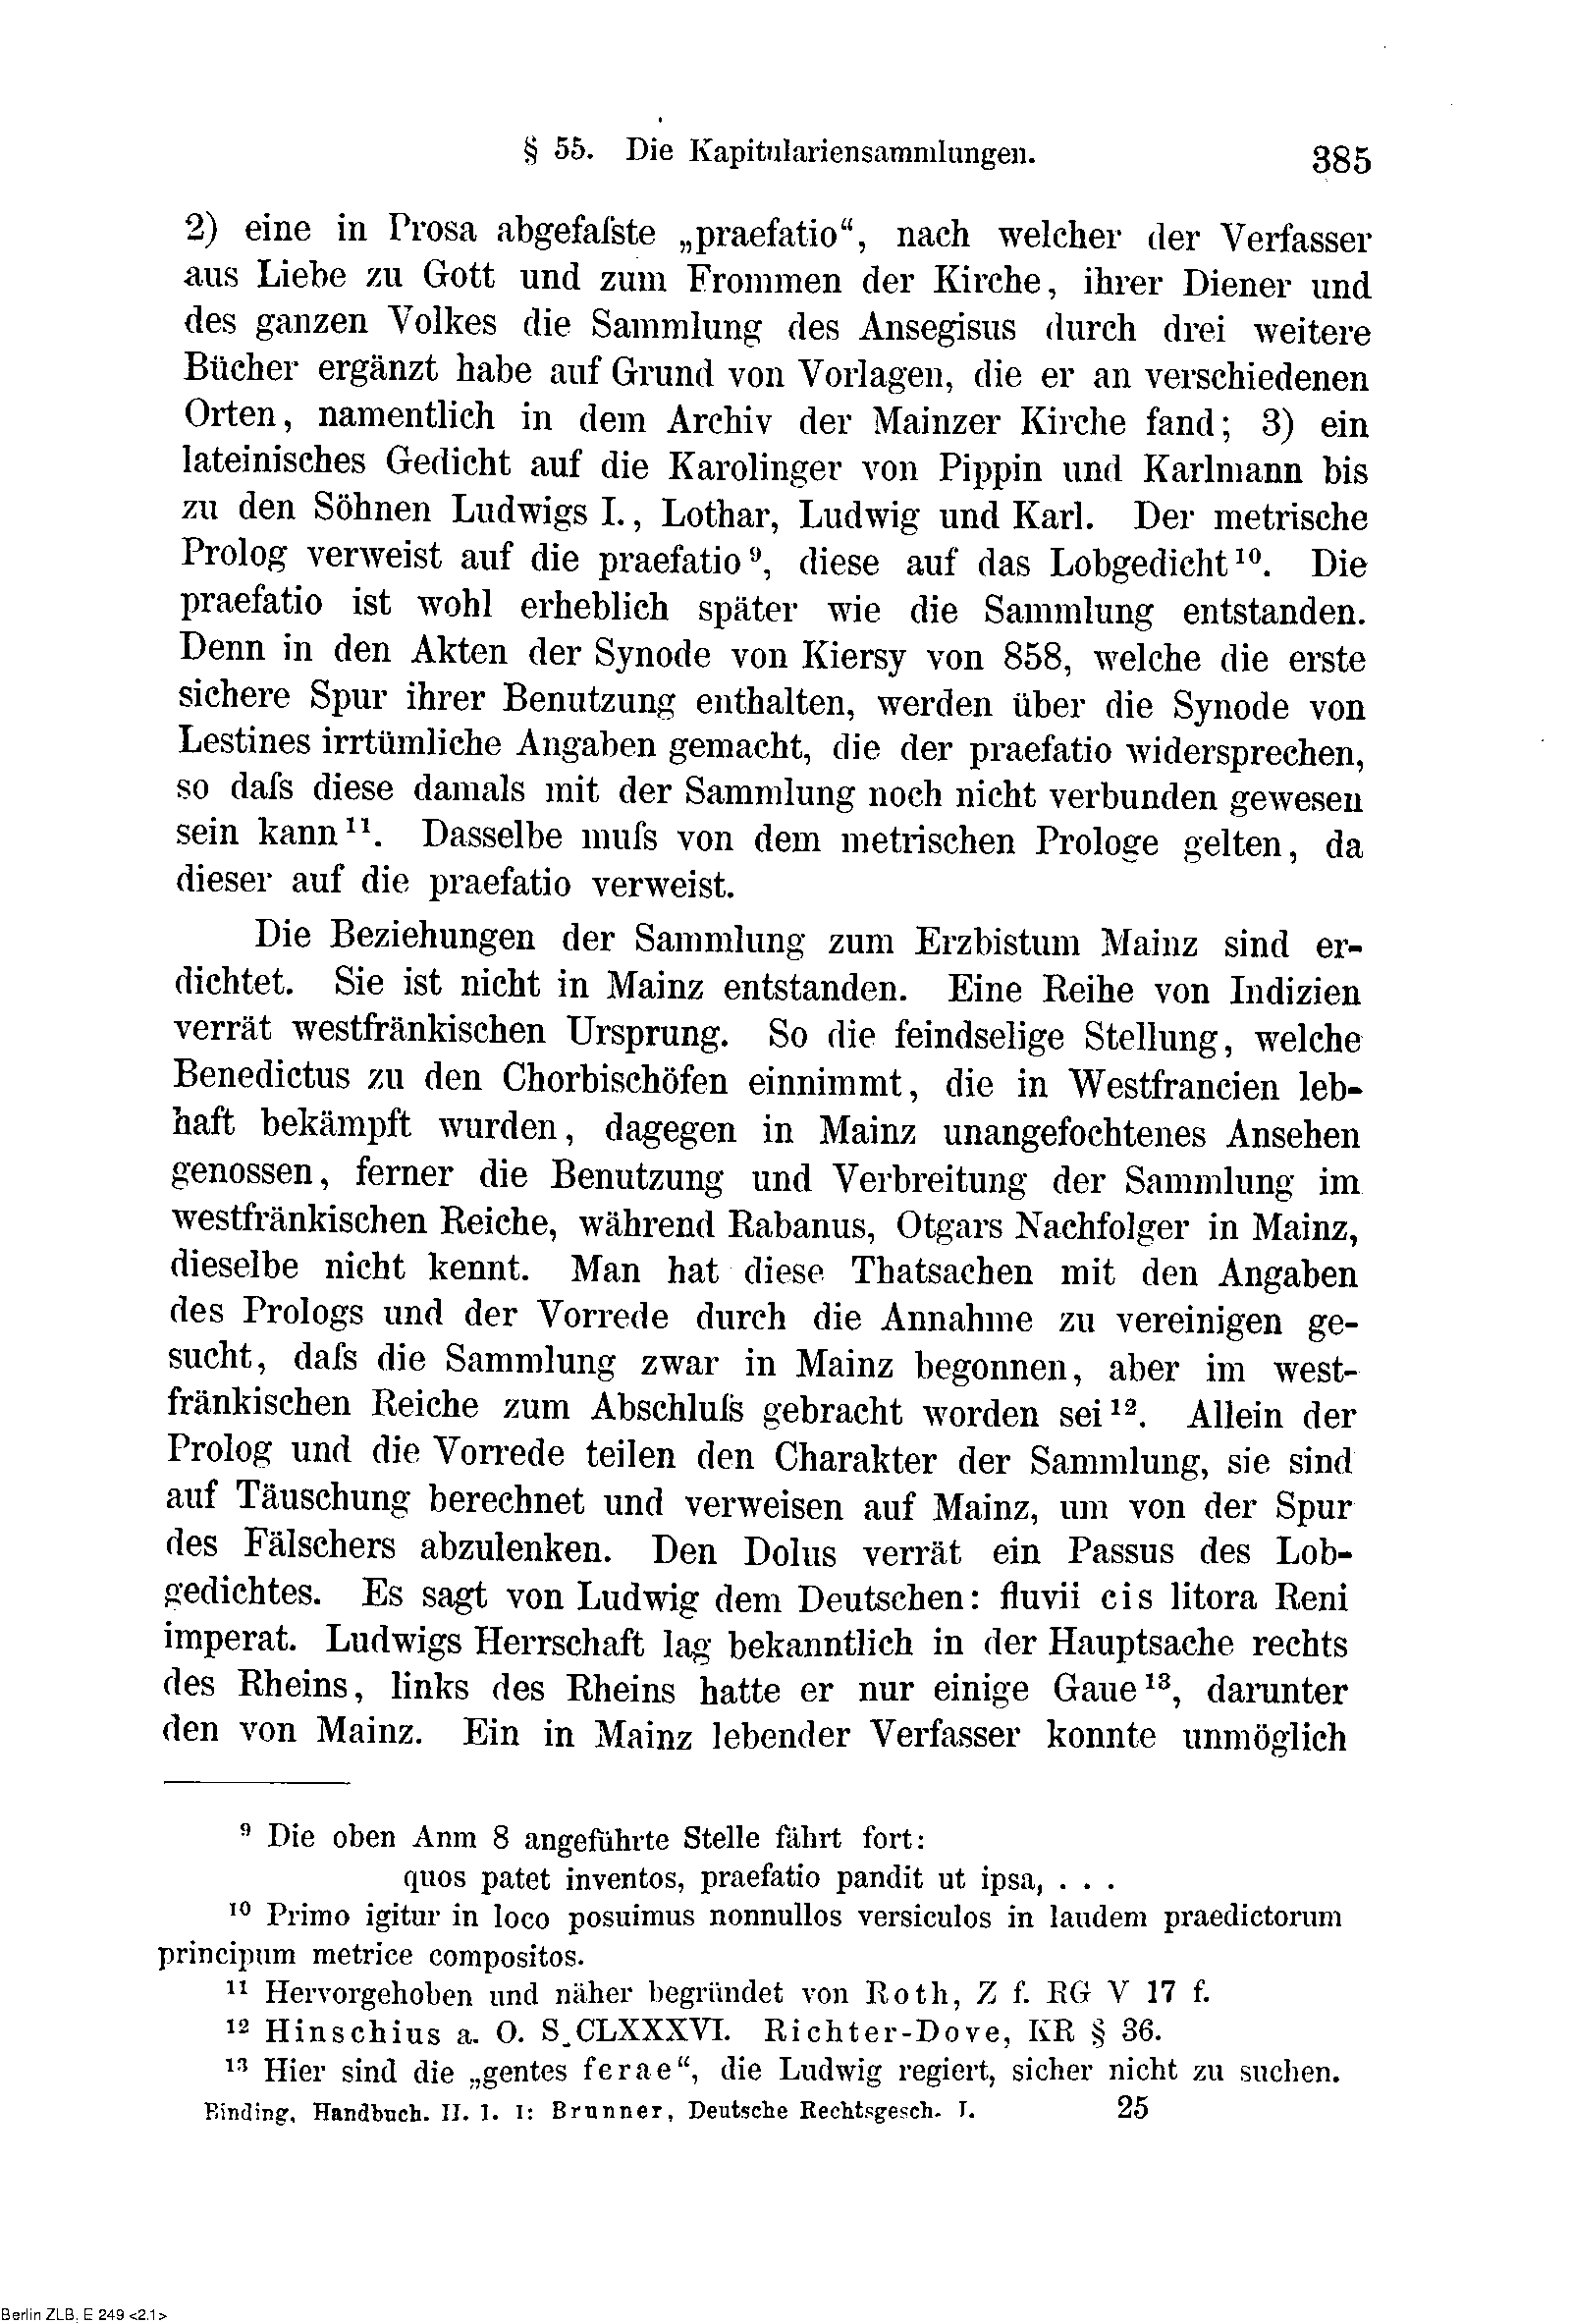 § 55. Die Kapitulariensammlungen. 385
2) eine in Prosa abgefaſste „praefatio“, nach welcher der Verfasser
aus Liebe zu Gott und zum Frommen der Kirche, ihrer Diener und
des ganzen Volkes die Sammlung des Ansegisus durch drei weitere
Bücher ergänzt habe auf Grund von Vorlagen, die er an verschiedenen
Orten, namentlich in dem Archiv der Mainzer Kirche fand; 3) ein
lateinisches Gedicht auf die Karolinger von Pippin und Karlmann bis
zu den Söhnen Ludwigs I., Lothar, Ludwig und Karl. Der metrische
Prolog verweist auf die praefatio⁹, diese auf das Lobgedicht¹⁰. Die
praefatio ist wohl erheblich später wie die Sammlung entstanden.
Denn in den Akten der Synode von Kiersy von 858, welche die erste
sichere Spur ihrer Benutzung enthalten, werden über die Synode von
Lestines irrtümliche Angaben gemacht, die der praefatio widersprechen,
so daſs diese damals mit der Sammlung noch nicht verbunden gewesen
sein kann¹¹. Dasselbe muſs von dem metrischen Prologe gelten, da
dieser auf die praefatio verweist.
Die Beziehungen der Sammlung zum Erzbistum Mainz sind er-
dichtet. Sie ist nicht in Mainz entstanden. Eine Reihe von Indizien
verrät westfränkischen Ursprung. So die feindselige Stellung, welche
Benedictus zu den Chorbischöfen einnimmt, die in Westfrancien leb-
haft bekämpft wurden, dagegen in Mainz unangefochtenes Ansehen
genossen, ferner die Benutzung und Verbreitung der Sammlung im
westfränkischen Reiche, während Rabanus, Otgars Nachfolger in Mainz,
dieselbe nicht kennt. Man hat diese Thatsachen mit den Angaben
des Prologs und der Vorrede durch die Annahme zu vereinigen ge-
sucht, daſs die Sammlung zwar in Mainz begonnen, aber im west-
fränkischen Reiche zum Abschluſs gebracht worden sei¹². Allein der
Prolog und die Vorrede teilen den Charakter der Sammlung, sie sind
auf Täuschung berechnet und verweisen auf Mainz, um von der Spur
des Fälschers abzulenken. Den Dolus verrät ein Passus des Lob-
gedichtes. Es sagt von Ludwig dem Deutschen: fluvii cis litora Reni
imperat. Ludwigs Herrschaft lag bekanntlich in der Hauptsache rechts
des Rheins, links des Rheins hatte er nur einige Gaue¹³, darunter
den von Mainz. Ein in Mainz lebender Verfasser konnte unmöglich
⁹ Die oben Anm 8 angeführte Stelle fährt fort:
quos patet inventos, praefatio pandit ut ipsa, . . .
¹⁰ Primo igitur in loco posuimus nonnullos versiculos in laudem praedictorum
principum metrice compositos.
¹¹ Hervorgehoben und näher begründet von Roth, Z f. RG V 17 f.
¹² Hinschius a. O. S. CLXXXVI. Richter-Dove, KR § 36.
¹³ Hier sind die „gentes ferae“, die Ludwig regiert, sicher nicht zu suchen.
Binding, Handbuch. II. 1. I: Brunner, Deutsche Rechtsgesch. I. 25
Berlin ZLB, E 249 <2,1>